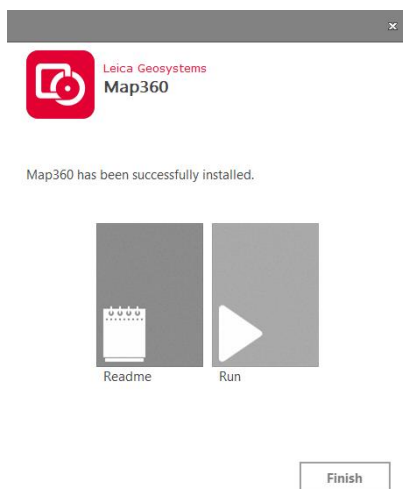 Leica Geosystems
Map360
Map360 has been successfully installed.
Readme
Run
Finish